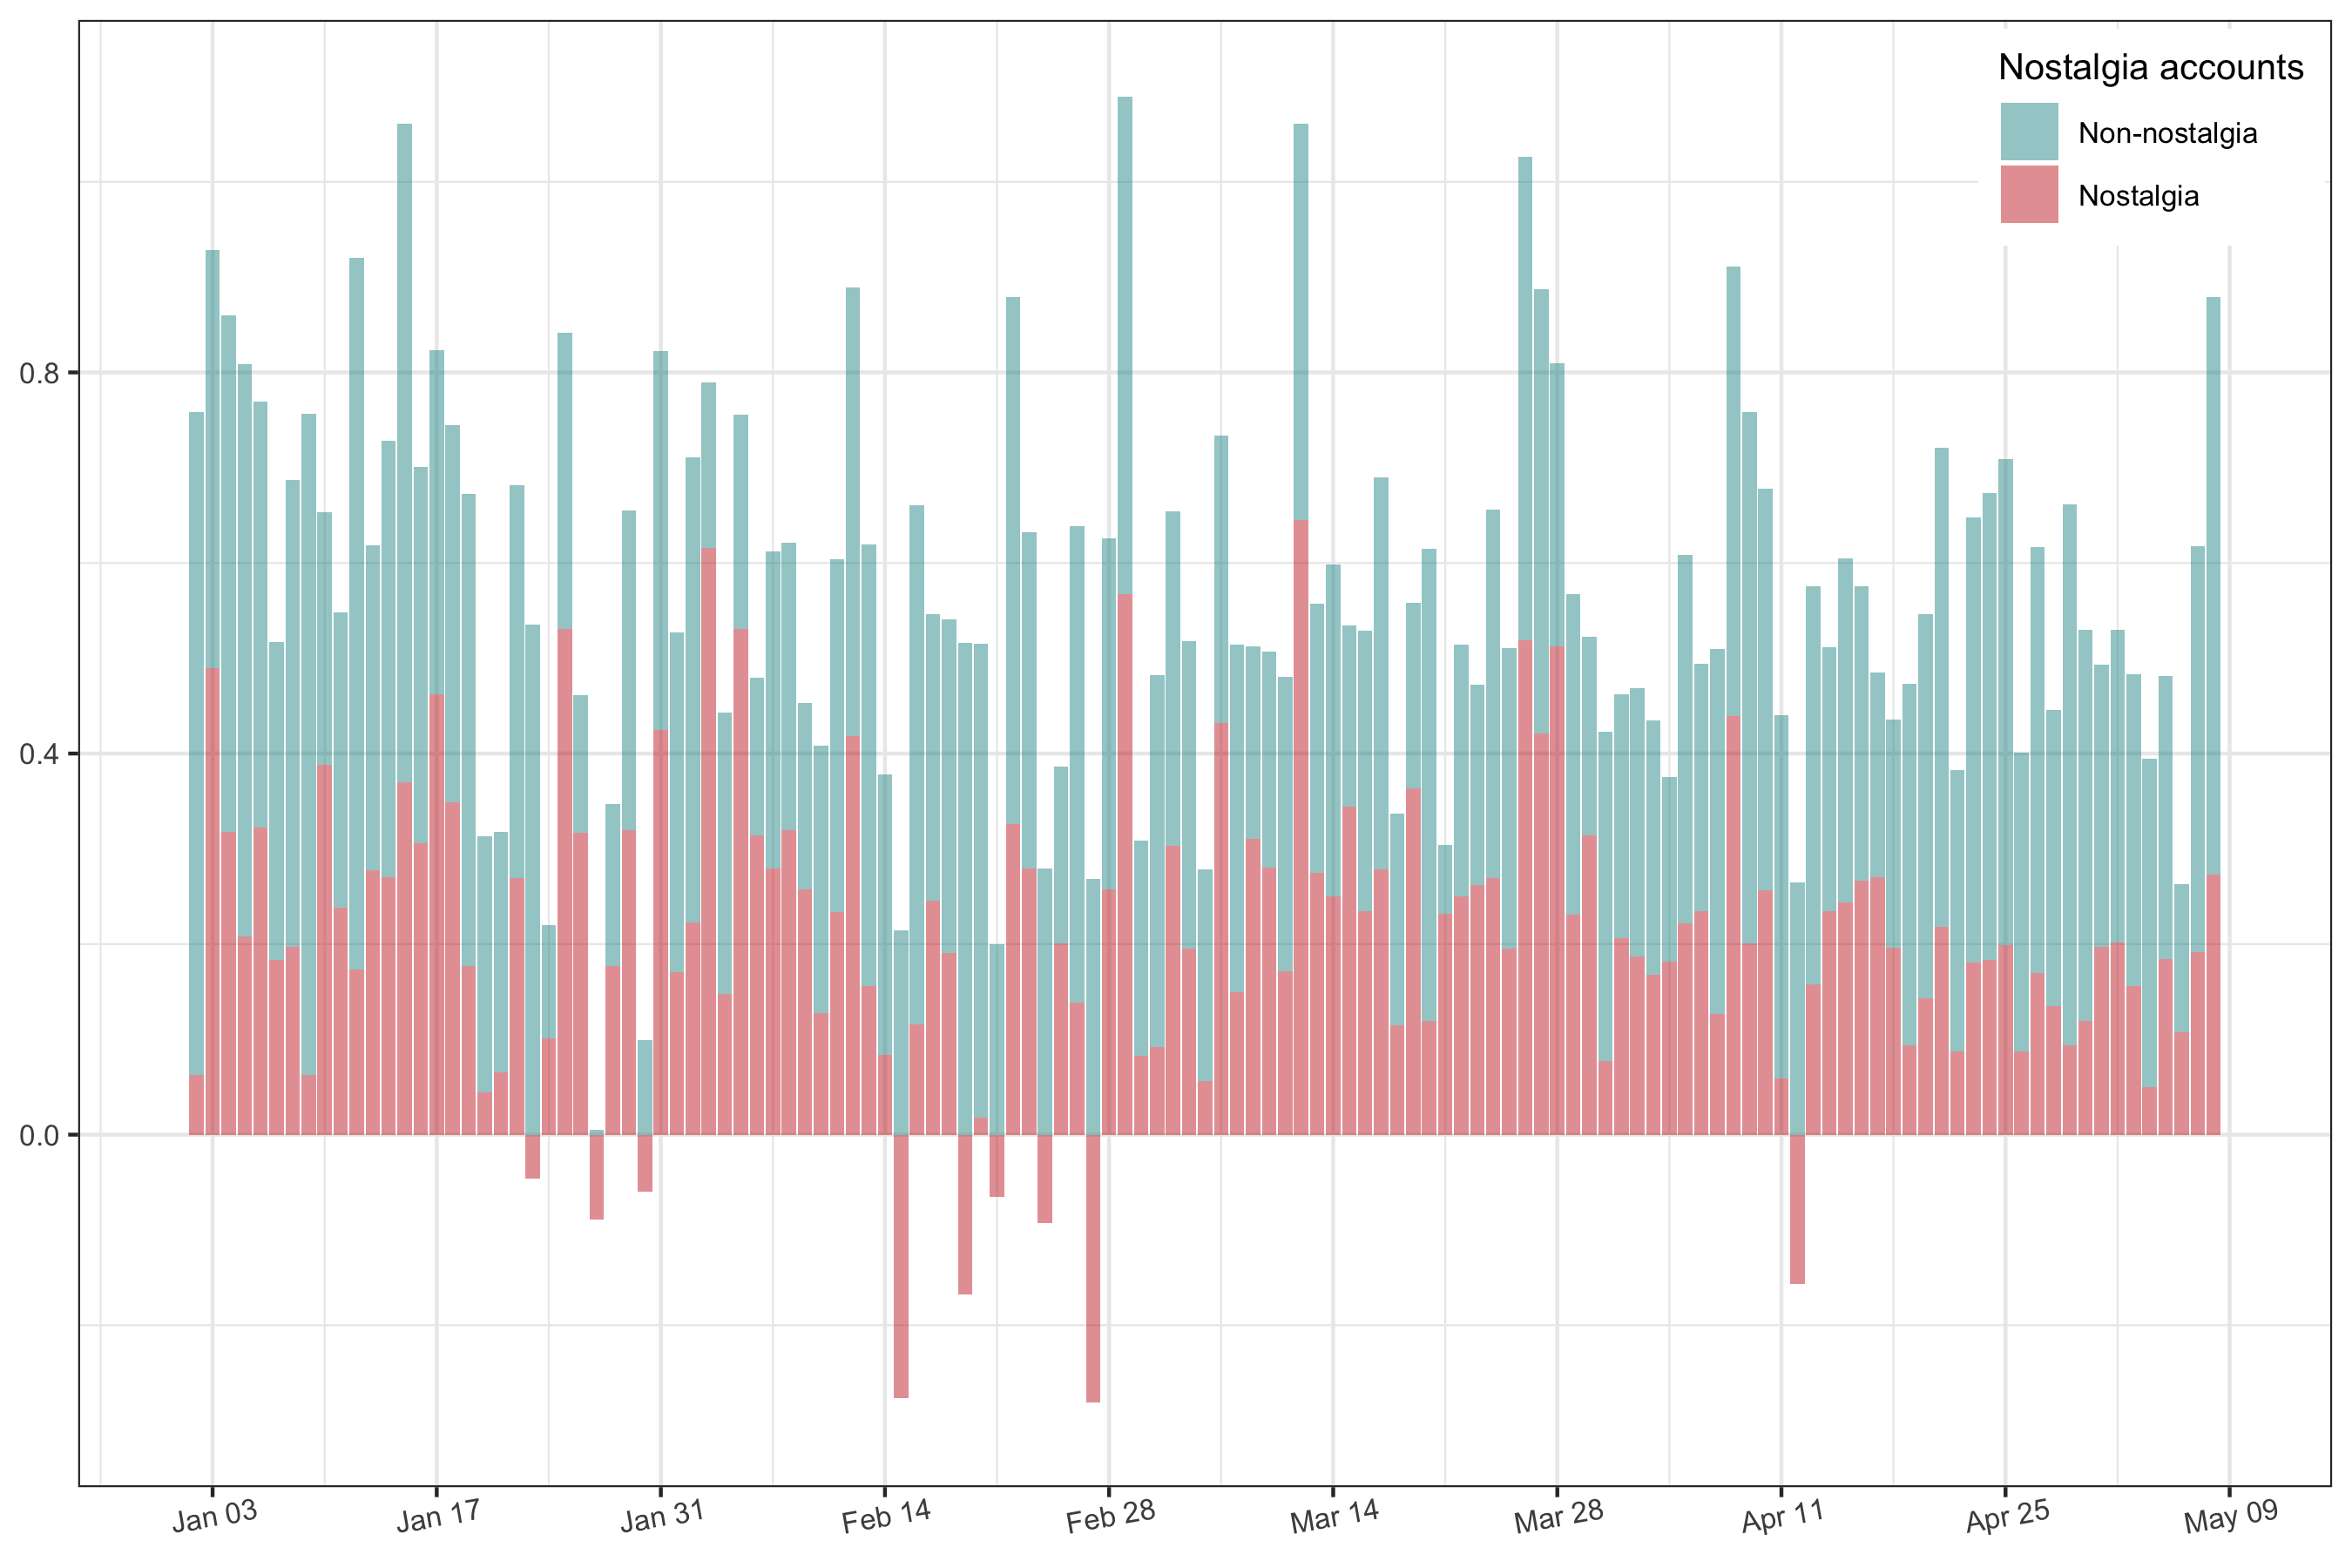 Nostalgia accounts
Non-nostalgia
Nostalgia
0.8
0.4
0.0
Jan 03
Jan 17
Jan 31
Feb 14
Feb 28
Mar 14
Mar 28
Apr 11
Apr 25
May 09